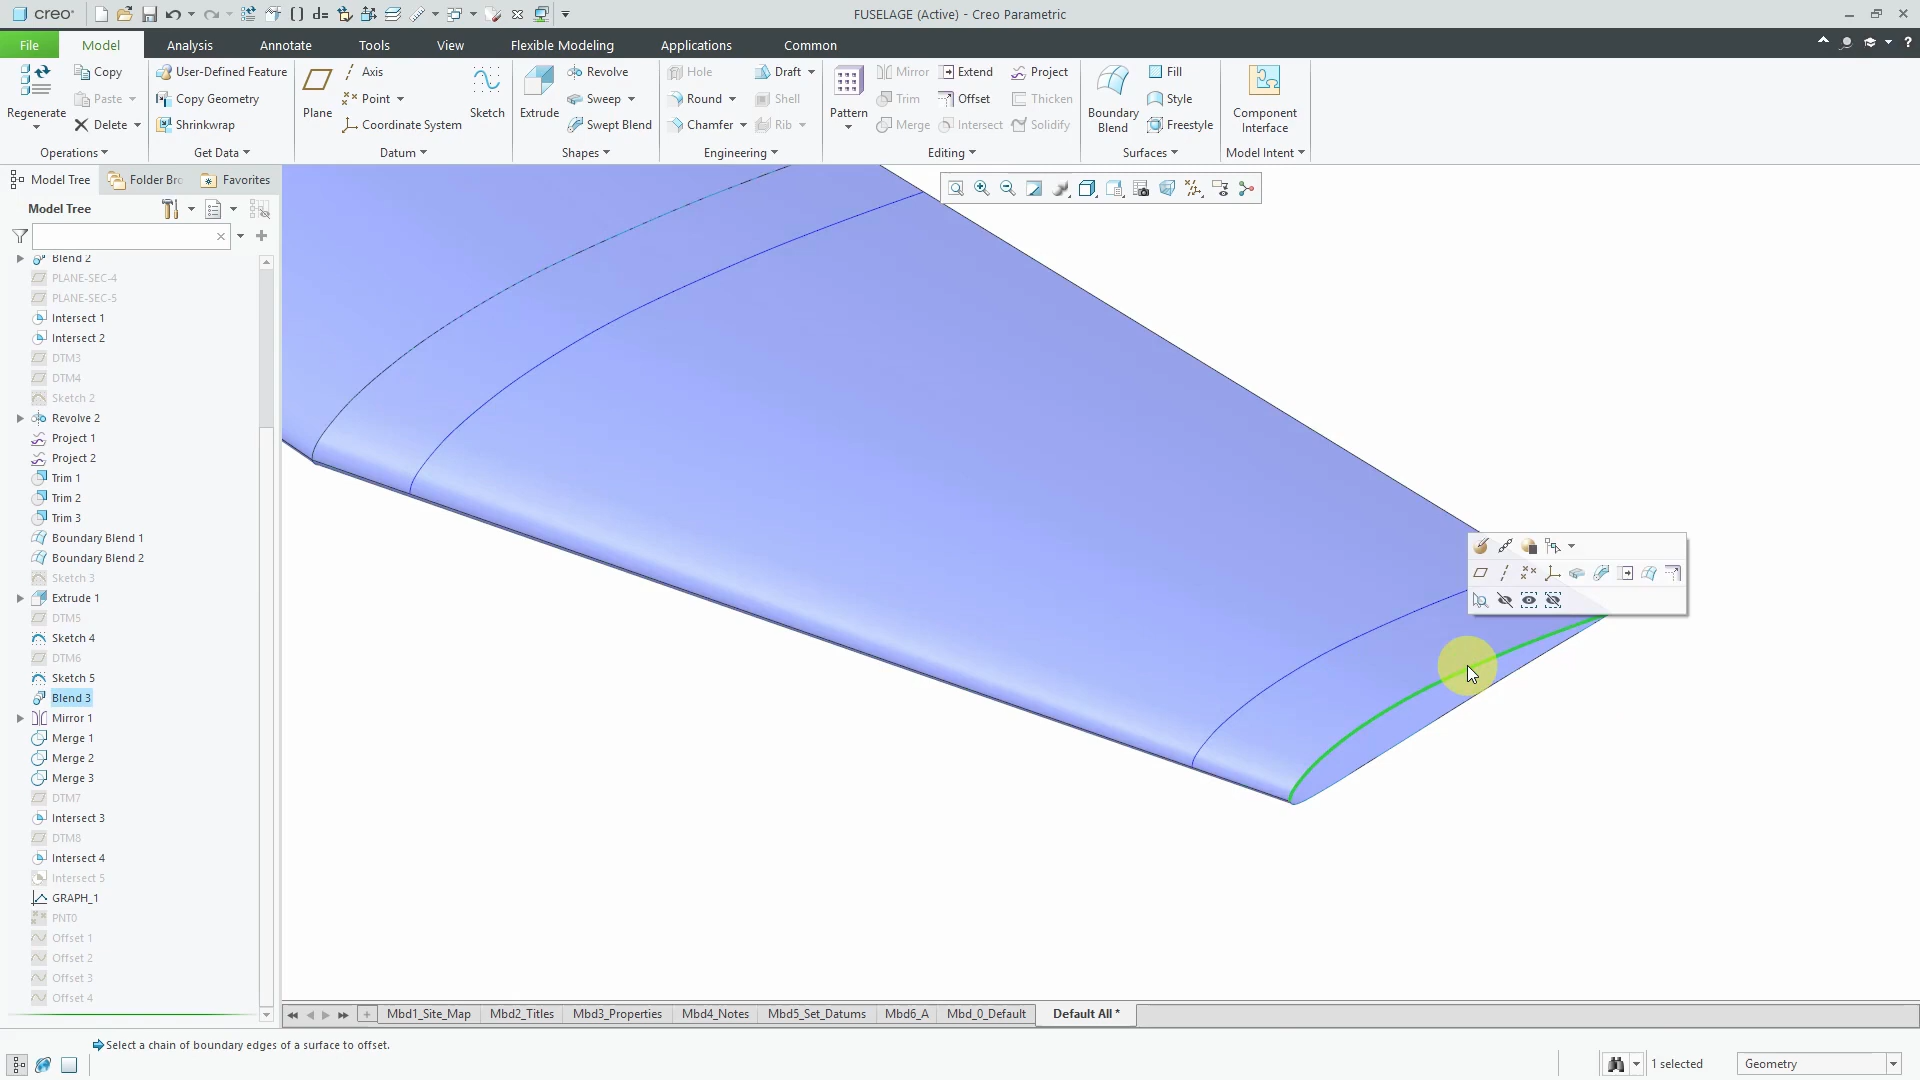 creo
FUSELAGE (Active) - Creo Parametric
File Model Analysis Annotate Tools View Flexible Modeling Applications Common
Regenerate
Copy
Paste
Delete
Operations
User-Defined Feature
Copy Geometry
Shrinkwrap
Get Data
Plane
Axis
Point
Coordinate System
Sketch
Datum
Extrude
Revolve
Sweep
Swept Blend
Shapes
Hole
Round
Chamfer
Draft
Shell
Rib
Engineering
Pattern
Mirror
Trim
Merge
Extend
Offset
Intersect
Project
Thicken
Solidify
Editing
Boundary
Blend
Fill
Style
Freestyle
Surfaces
Component
Interface
Model Intent
Model Tree Folder Bro Favorites
Model Tree
Blend 2
PLANE-SEC-4
PLANE-SEC-5
Intersect 1
Intersect 2
DTM3
DTM4
Sketch 2
Revolve 2
Project 1
Project 2
Trim 1
Trim 2
Trim 3
Boundary Blend 1
Boundary Blend 2
Sketch 3
Extrude 1
DTM5
Sketch 4
DTM6
Sketch 5
Blend 3
Mirror 1
Merge 1
Merge 2
Merge 3
DTM7
Intersect 3
DTM8
Intersect 4
Intersect 5
GRAPH_1
PNT0
Offset 1
Offset 2
Offset 3
Offset 4
Mbd1_Site_Map Mbd2_Titles Mbd3_Properties Mbd4_Notes Mbd5_Set_Datums Mbd6_A Mbd_0_Default Default All *
Select a chain of boundary edges of a surface to offset.
1 selected
Geometry